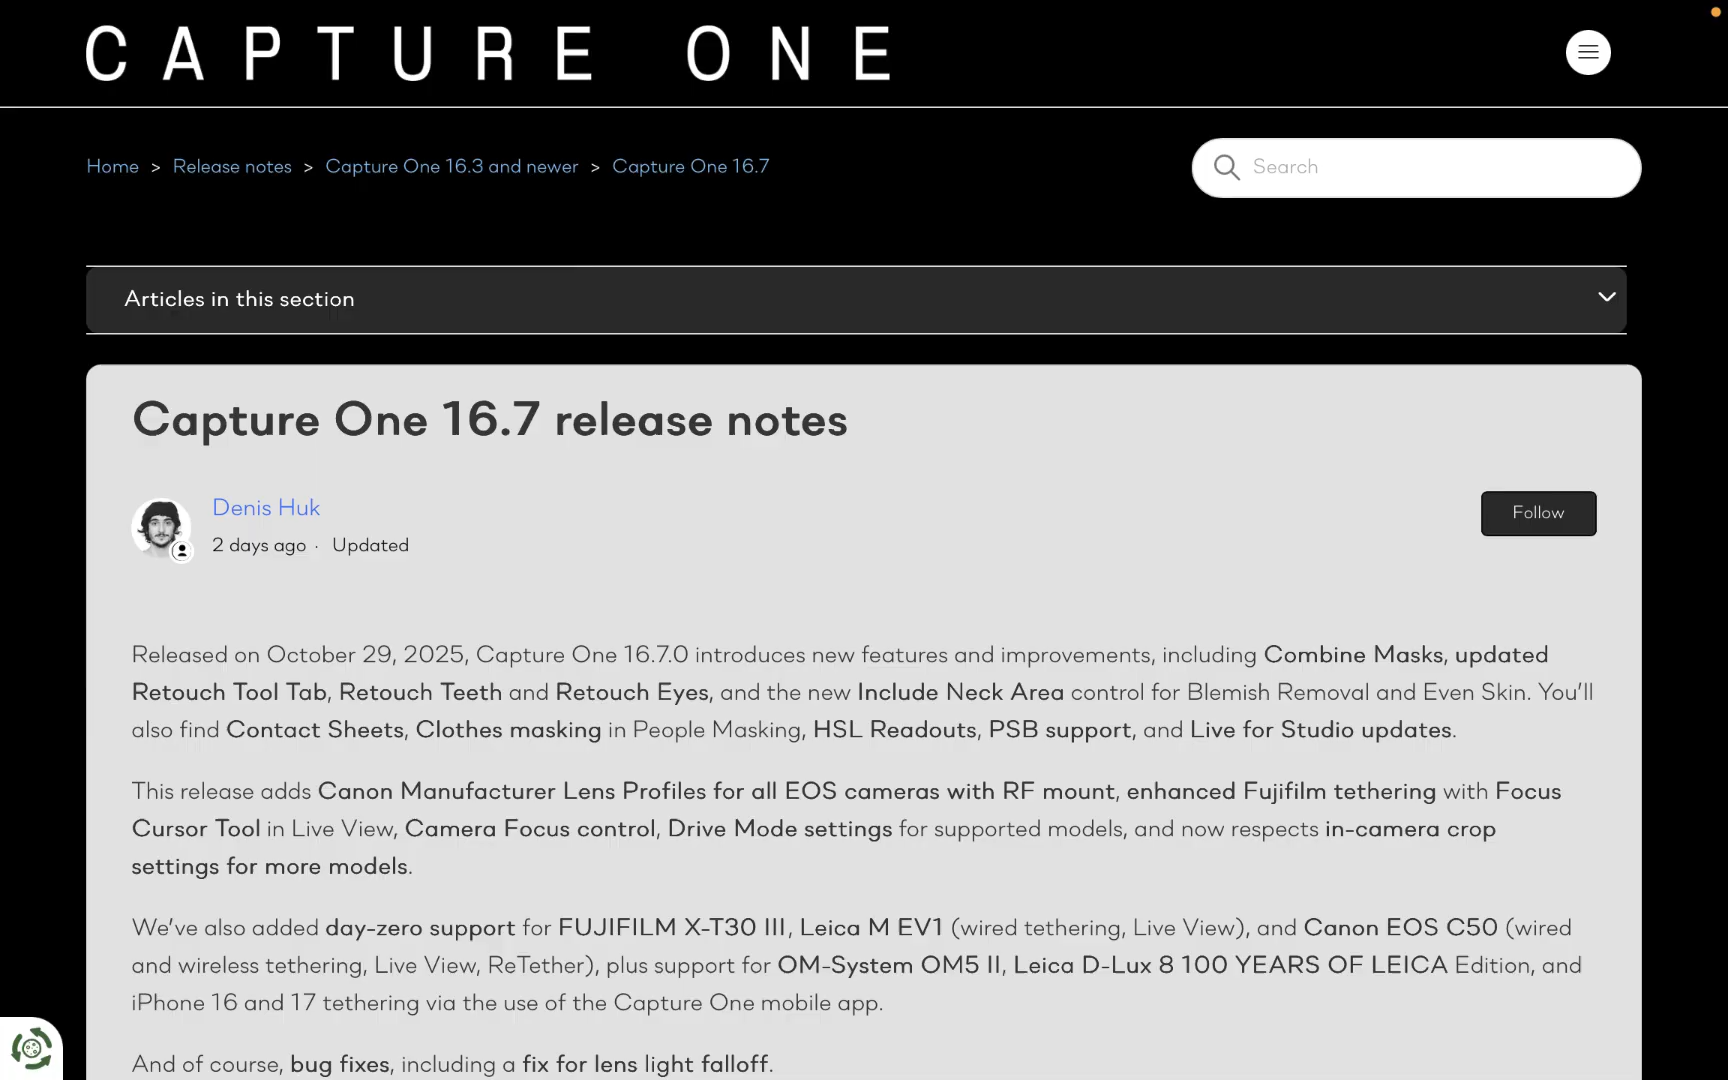 CAPTURE ONE
Home > Release notes > Capture One 16.3 and newer > Capture One 16.7
Search
Articles in this section
Capture One 16.7 release notes
Denis Huk
2 days ago · Updated
Follow
Released on October 29, 2025, Capture One 16.7.0 introduces new features and improvements, including Combine Masks, updated
Retouch Tool Tab, Retouch Teeth and Retouch Eyes, and the new Include Neck Area control for Blemish Removal and Even Skin. You’ll
also find Contact Sheets, Clothes masking in People Masking, HSL Readouts, PSB support, and Live for Studio updates.
This release adds Canon Manufacturer Lens Profiles for all EOS cameras with RF mount, enhanced Fujifilm tethering with Focus
Cursor Tool in Live View, Camera Focus control, Drive Mode settings for supported models, and now respects in-camera crop
settings for more models.
We’ve also added day-zero support for FUJIFILM X-T30 III, Leica M EV1 (wired tethering, Live View), and Canon EOS C50 (wired
and wireless tethering, Live View, ReTether), plus support for OM-System OM5 II, Leica D-Lux 8 100 YEARS OF LEICA Edition, and
iPhone 16 and 17 tethering via the use of the Capture One mobile app.
And of course, bug fixes, including a fix for lens light falloff.